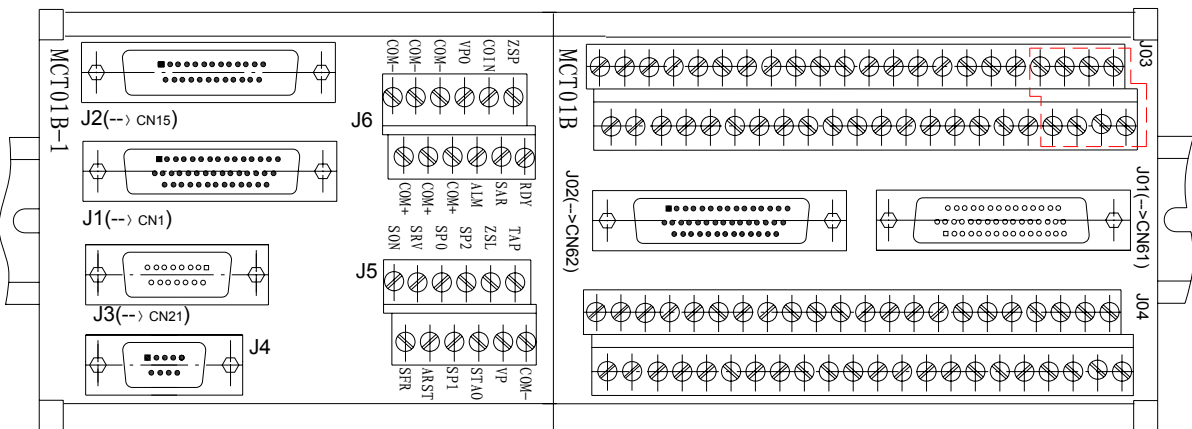 MCT01B-1
J2(--> CN15)
J1(--> CN1)
J3(--> CN21)
J4
COM-
COM-
COM-
VPO
COIN
ZSP
J6
COM+
COM+
COM+
ALM
SAR
RDY
SON
SRV
SP0
SP2
ZSL
TAP
J5
SFR
ARST
SP1
STAO
VP
COM-
MCT01B
J03
J02(-->CN62)
J01(-->CN61)
J04